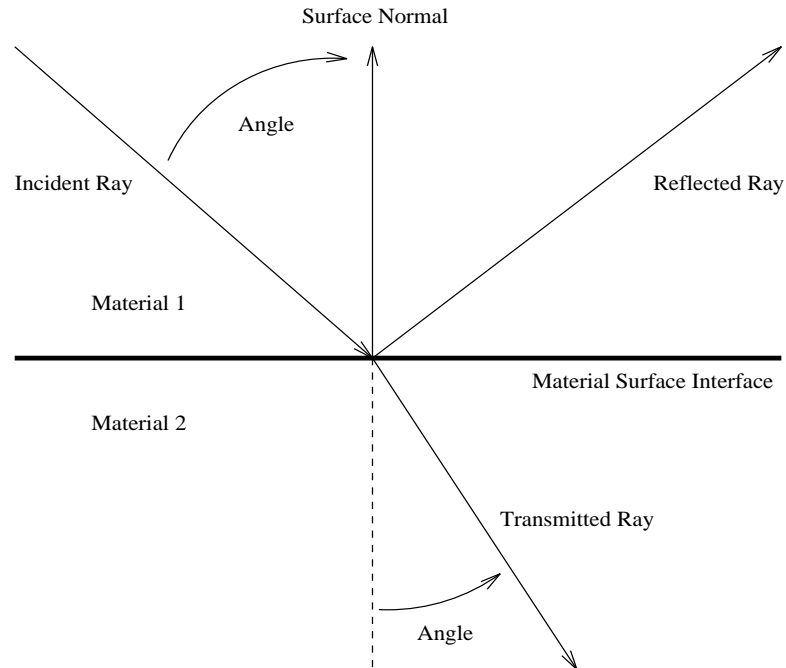 Surface Normal
Angle
Incident Ray
Reflected Ray
Material 1
Material Surface Interface
Material 2
Transmitted Ray
Angle